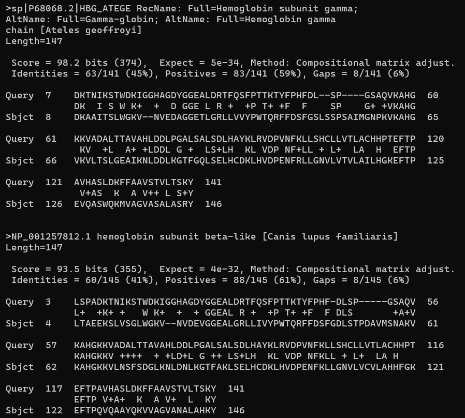 >sp|P68068.2|HBG_ATEGE RecName: Full=Hemoglobin subunit gamma;
AltName: Full=Gamma-globin; AltName: Full=Hemoglobin gamma
chain [Ateles geoffroyi]
Length=147
Score = 98.2 bits (374), Expect = 5e-34, Method: Compositional matrix adjust.
Identities = 63/141 (45%), Positives = 83/141 (59%), Gaps = 8/141 (6%)
Query 7 DKTNIKSTWDKIGGHAGDYGGEALDRTFQSFPTTKTYFPHFDL--SP----GSAQVKAHG 60
DK I S W K+ + D GGE L R + +P T+ +F F SP G+ +VKAHG
Sbjct 8 DKAAITSLWGKV--NVEDAGGETLGRLLVVYPWTQRFFDSFGSLSSPSAIMGNPKVKAHG 65
Query 61 KKVADALTTAVAHLDDLPGALSALSDLHAYKLRVDPVNFKLLSHCLLVTLACHHPTEFTP 120
KV +L A+ +LDDL G + LS+LH KL VDP NF+LL + L+ LA H EFTP
Sbjct 66 VKVLTSLGEAIKNLDDLKGTFGQLSELHCDKLHVDPENFRLLGNVLVTVLAILHGKEFTP 125
Query 121 AVHASLDKFFAAVSTVLTSKY 141
V+AS K A V++ L S+Y
Sbjct 126 EVQASWQKMVAGVASALASRY 146
>NP_001257812.1 hemoglobin subunit beta-like [Canis lupus familiaris]
Length=147
Score = 93.5 bits (355), Expect = 4e-32, Method: Compositional matrix adjust.
Identities = 60/145 (41%), Positives = 88/145 (61%), Gaps = 8/145 (6%)
Query 3 LSPADKTNIKSTWDKIGGHAGDYGGEALDRTFQSFPTTKTYFPHF-DLSP-----GSAQV 56
L+ +K+ + W K+ + + GGEAL R + +P T+ +F F DLS +A+V
Sbjct 4 LTAEEKSLVSGLWGKV--NVDEVGGEALGRLLIVYPWTQRFFDSFGDLSTPDAVMSNAKV 61
Query 57 KAHGKKVADALTTAVAHLDDLPGALSALSDLHAYKLRVDPVNFKLLSHCLLVTLACHHPT 116
KAHGKKV ++++ + +LD+L G ++ LS+LH KL VDP NFKLL + L+ LA H
Sbjct 62 KAHGKKVLNSFSDGLKNLDNLKGTFAKLSELHCDKLHVDPENFKLLGNVLVCVLAHHFGK 121
Query 117 EFTPAVHASLDKFFAAVSTVLTSKY 141
EFTP V+A+ K A V+ L KY
Sbjct 122 EFTPQVQAAYQKVVAGVANALAHKY 146